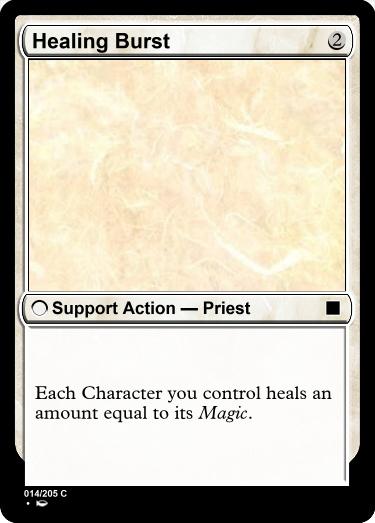 Healing Burst 2
Support Action — Priest
Each Character you control heals an
amount equal to its Magic.
014/205 C